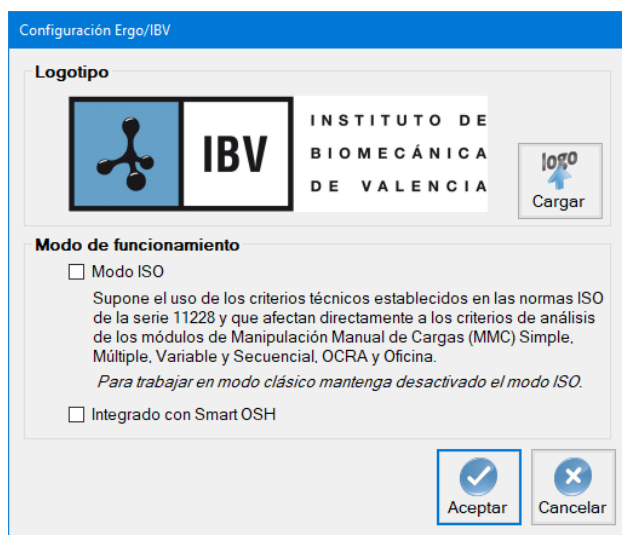 Configuración Ergo/IBV
Logotipo
IBV
INSTITUTO DE
BIOMECÁNICA
DE VALENCIA
logo
Cargar
Modo de funcionamiento
Modo ISO
Supone el uso de los criterios técnicos establecidos en las normas ISO
de la serie 11228 y que afectan directamente a los criterios de análisis
de los módulos de Manipulación Manual de Cargas (MMC) Simple,
Múltiple, Variable y Secuencial, OCRA y Oficina.
Para trabajar en modo clásico mantenga desactivado el modo ISO.
Integrado con Smart OSH
Aceptar
Cancelar